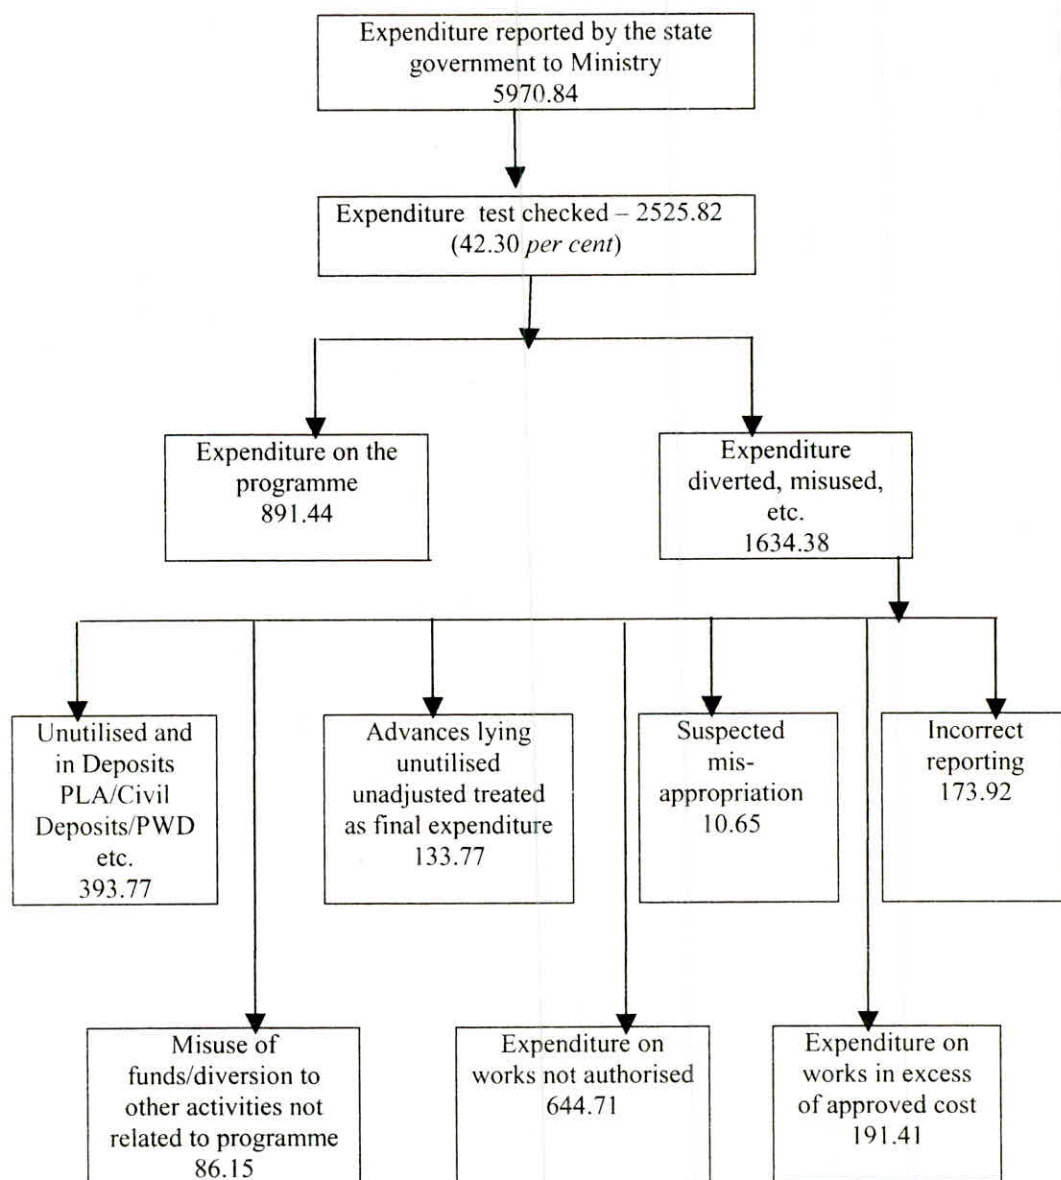 Expenditure reported by the state
government to Ministry
5970.84
Expenditure test checked – 2525.82
(42.30 per cent)
Expenditure on the
programme
891.44
Expenditure
diverted, misused,
etc.
1634.38
Unutilised and
in Deposits
PLA/Civil
Deposits/PWD
etc.
393.77
Advances lying
unutilised
unadjusted treated
as final expenditure
133.77
Suspected
mis-
appropriation
10.65
Incorrect
reporting
173.92
Misuse of
funds/diversion to
other activities not
related to programme
86.15
Expenditure on
works not authorised
644.71
Expenditure on
works in excess
of approved cost
191.41